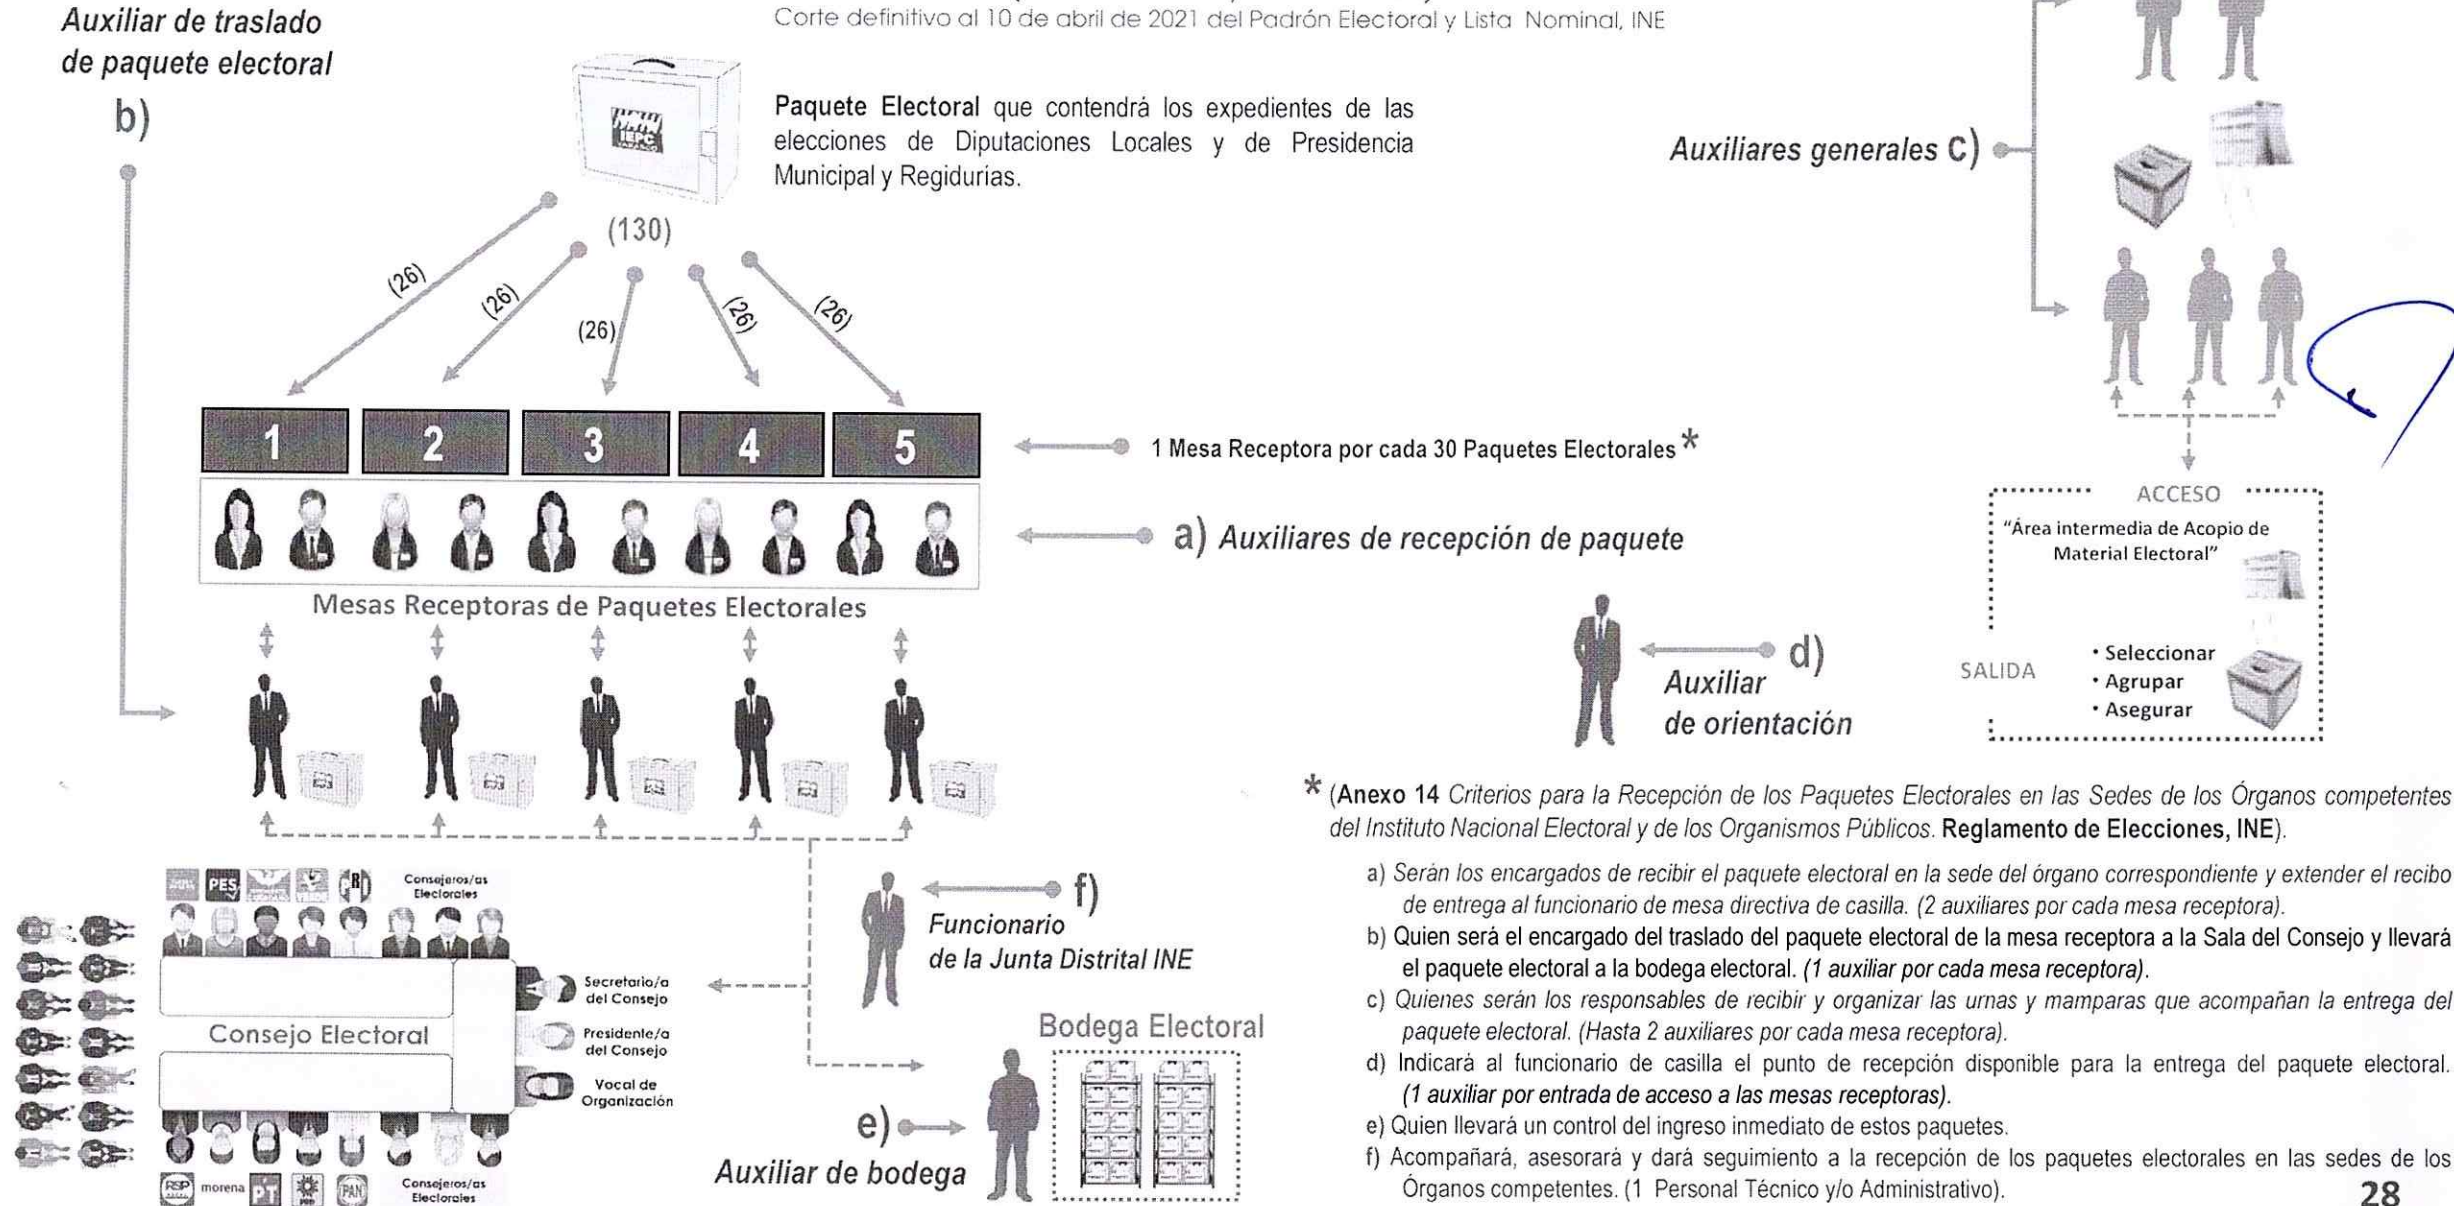 Corte definitivo al 10 de abril de 2021 del Padrón Electoral y Lista Nominal, INE
Auxiliar de traslado
de paquete electoral
b)
Paquete Electoral que contendrá los expedientes de las
elecciones de Diputaciones Locales y de Presidencia
Municipal y Regidurías.
IEPC
(130)
(26)
(26)
(26)
(26)
(26)
Auxiliares generales c)
1
2
3
4
5
1 Mesa Receptora por cada 30 Paquetes Electorales *
a) Auxiliares de recepción de paquete
Mesas Receptoras de Paquetes Electorales
ACCESO
"Área intermedia de Acopio de
Material Electoral"
SALIDA
• Seleccionar
• Agrupar
• Asegurar
d)
Auxiliar
de orientación
* (Anexo 14 Criterios para la Recepción de los Paquetes Electorales en las Sedes de los Órganos competentes
del Instituto Nacional Electoral y de los Organismos Públicos. Reglamento de Elecciones, INE).
a) Serán los encargados de recibir el paquete electoral en la sede del órgano correspondiente y extender el recibo
de entrega al funcionario de mesa directiva de casilla. (2 auxiliares por cada mesa receptora).
b) Quien será el encargado del traslado del paquete electoral de la mesa receptora a la Sala del Consejo y llevará
el paquete electoral a la bodega electoral. (1 auxiliar por cada mesa receptora).
c) Quienes serán los responsables de recibir y organizar las urnas y mamparas que acompañan la entrega del
paquete electoral. (Hasta 2 auxiliares por cada mesa receptora).
d) Indicará al funcionario de casilla el punto de recepción disponible para la entrega del paquete electoral.
(1 auxiliar por entrada de acceso a las mesas receptoras).
e) Quien llevará un control del ingreso inmediato de estos paquetes.
f) Acompañará, asesorará y dará seguimiento a la recepción de los paquetes electorales en las sedes de los
Órganos competentes. (1 Personal Técnico y/o Administrativo).
f)
Funcionario
de la Junta Distrital INE
PES
PRI
Consejeros/as
Electorales
Secretario/a
del Consejo
Presidente/a
del Consejo
Vocal de
Organización
Consejo Electoral
RSP
morena
PT
PRD
PAN
Consejeros/as
Electorales
Bodega Electoral
e)
Auxiliar de bodega
28